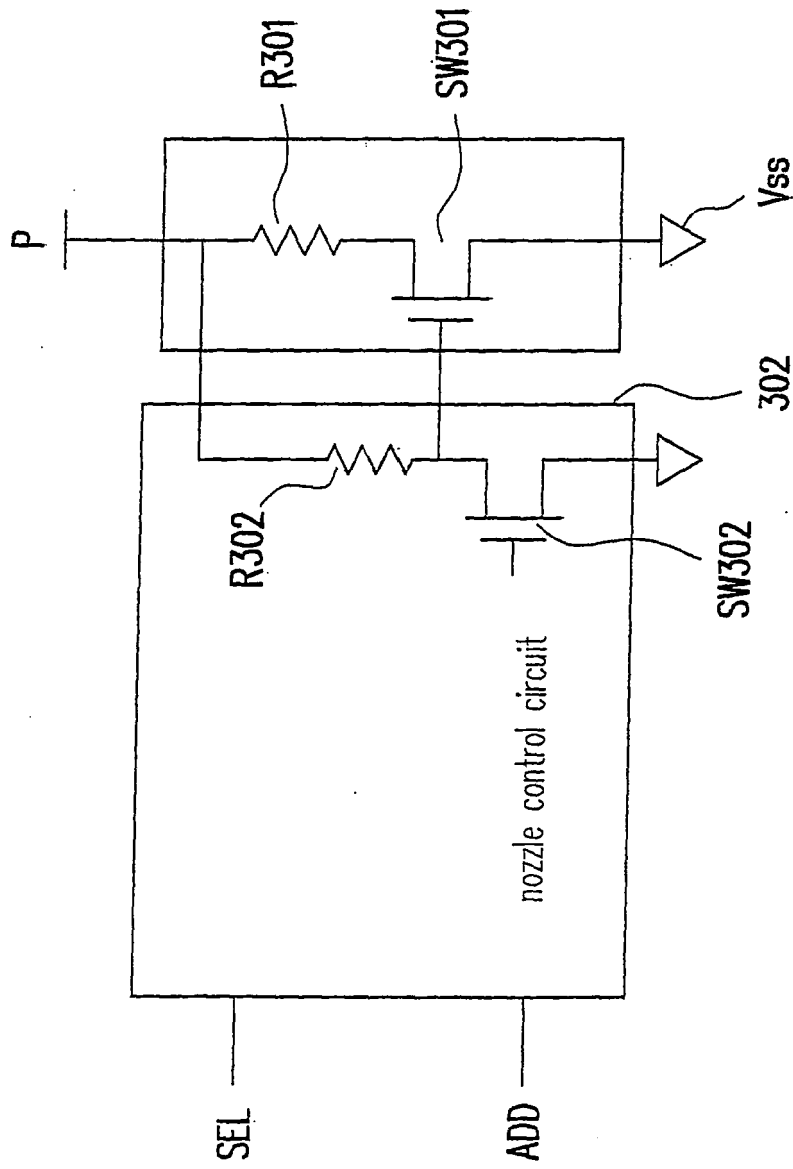 P
R301
SW301
Vss
302
R302
SW302
nozzle control circuit
SEL
ADD